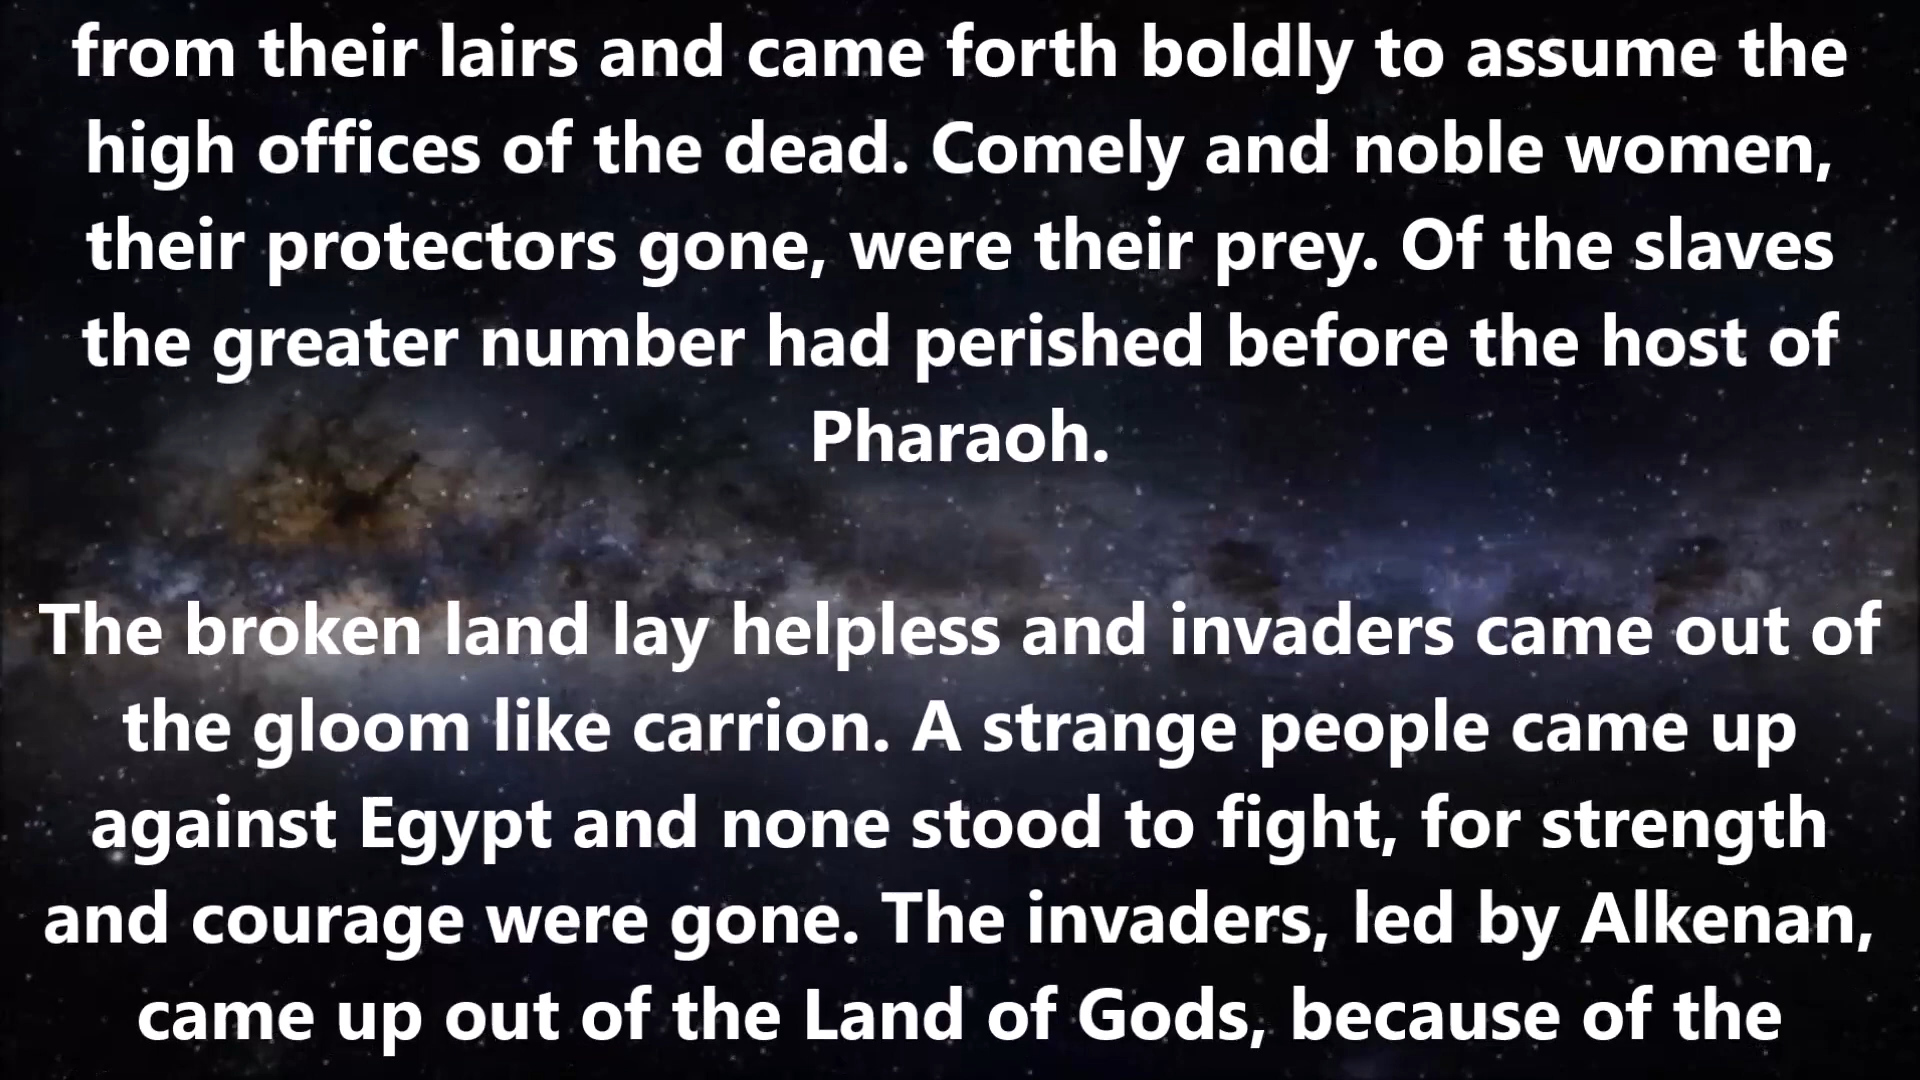 from their lairs and came forth boldly to assume the
high offices of the dead. Comely and noble women,
their protectors gone, were their prey. Of the slaves
the greater number had perished before the host of
Pharaoh.
The broken land lay helpless and invaders came out of
the gloom like carrion. A strange people came up
against Egypt and none stood to fight, for strength
and courage were gone. The invaders, led by Alkenan,
came up out of the Land of Gods, because of the